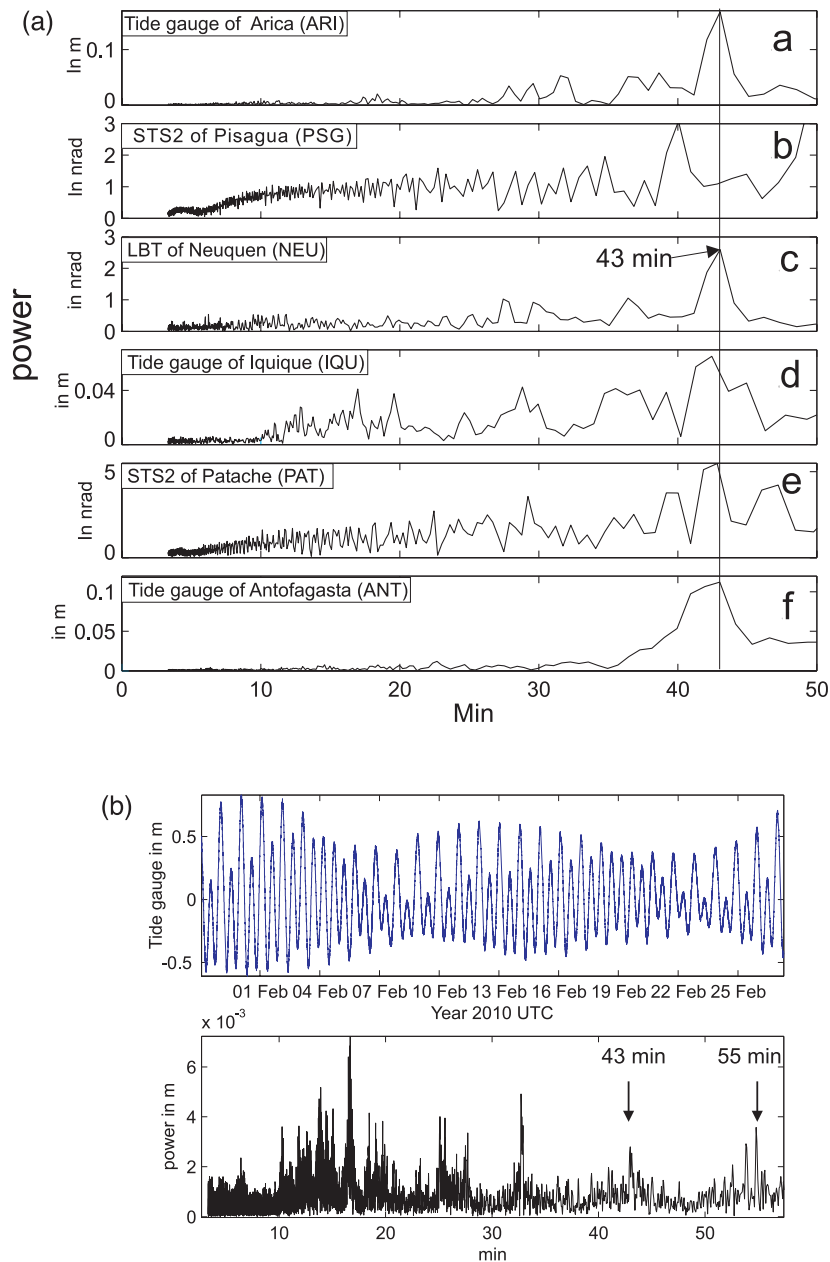 (a)
power
Tide gauge of Arica (ARI)
a
In m
0.1
0
STS2 of Pisagua (PSG)
b
In nrad
3
2
1
0
LBT of Neuquen (NEU)
c
43 min
in nrad
3
2
1
0
Tide gauge of Iquique (IQU)
d
in m
0.04
0
STS2 of Patache (PAT)
e
In nrad
5
0
Tide gauge of Antofagasta (ANT)
f
in m
0.1
0.05
0
0 10 20 30 40 50
Min
(b)
Tide gauge in m
0.5
0
-0.5
01 Feb 04 Feb 07 Feb 10 Feb 13 Feb 16 Feb 19 Feb 22 Feb 25 Feb
Year 2010 UTC
x 10-3
43 min 55 min
power in m
6
4
2
0
10 20 30 40 50
min